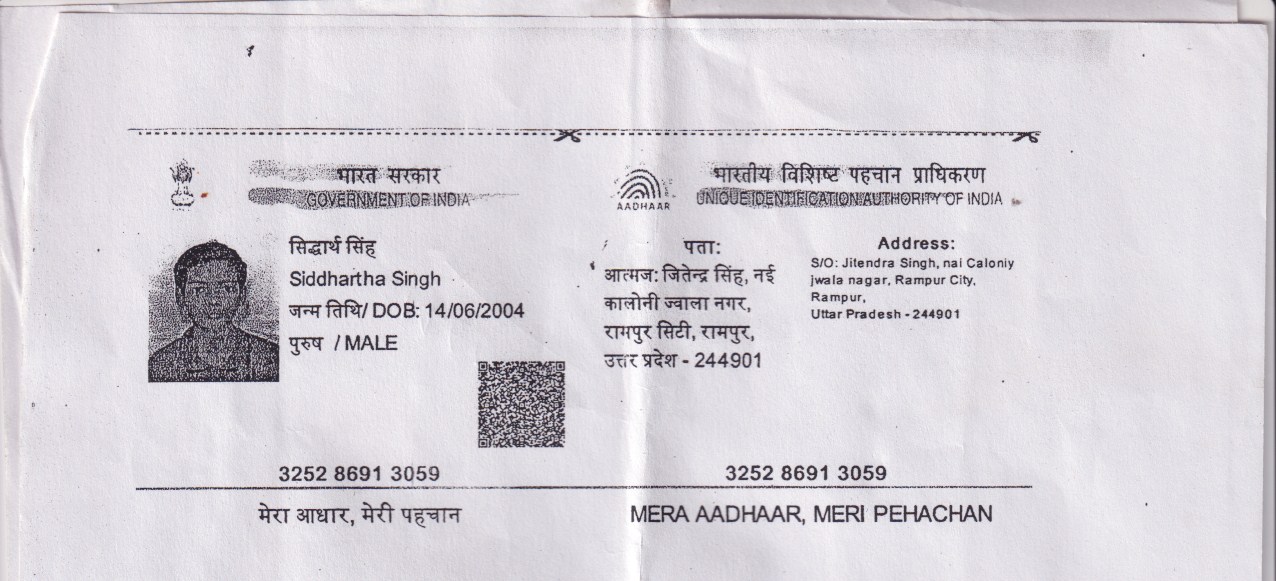 भारत सरकार
GOVERNMENT OF INDIA
सिद्धार्थ सिंह
Siddhartha Singh
जन्म तिथि/ DOB: 14/06/2004
पुरुष / MALE
3252 8691 3059
मेरा आधार, मेरी पहचान
AADHAAR
भारतीय विशिष्ट पहचान प्राधिकरण
UNIQUE IDENTIFICATION AUTHORITY OF INDIA
पता:
आत्मज: जितेन्द्र सिंह, नई
कालोनी ज्वाला नगर,
रामपुर सिटी, रामपुर,
उत्तर प्रदेश - 244901
Address:
S/O: Jitendra Singh, nai Caloniy
jwala nagar, Rampur City,
Rampur,
Uttar Pradesh - 244901
3252 8691 3059
MERA AADHAAR, MERI PEHACHAN